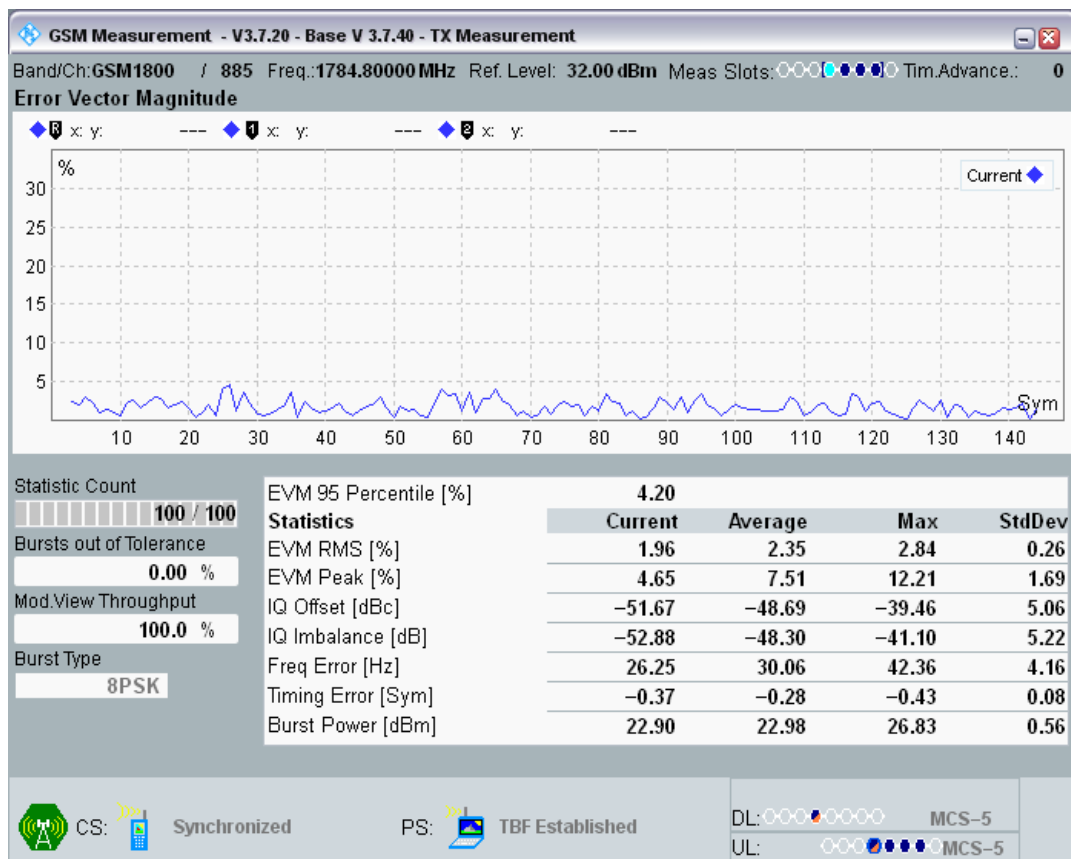 GSM Measurement - V3.7.20 - Base V 3.7.40 - TX Measurement
Band/Ch:GSM1800 / 885 Freq.:1784.80000 MHz Ref. Level: 32.00 dBm Meas Slots: Tim.Advance.: 0
Error Vector Magnitude
R x: y: --- 1 x: y: --- 2 x: y: ---
%
Current
30
25
20
15
10
5
Sym
10 20 30 40 50 60 70 80 90 100 110 120 130 140
Statistic Count
100 / 100
Bursts out of Tolerance
0.00 %
Mod.View Throughput
100.0 %
Burst Type
8PSK
EVM 95 Percentile [%] 4.20
Statistics Current Average Max StdDev
EVM RMS [%] 1.96 2.35 2.84 0.26
EVM Peak [%] 4.65 7.51 12.21 1.69
IQ Offset [dBc] −51.67 −48.69 −39.46 5.06
IQ Imbalance [dB] −52.88 −48.30 −41.10 5.22
Freq Error [Hz] 26.25 30.06 42.36 4.16
Timing Error [Sym] −0.37 −0.28 −0.43 0.08
Burst Power [dBm] 22.90 22.98 26.83 0.56
CS: Synchronized PS: TBF Established
DL: MCS−5
UL: MCS−5